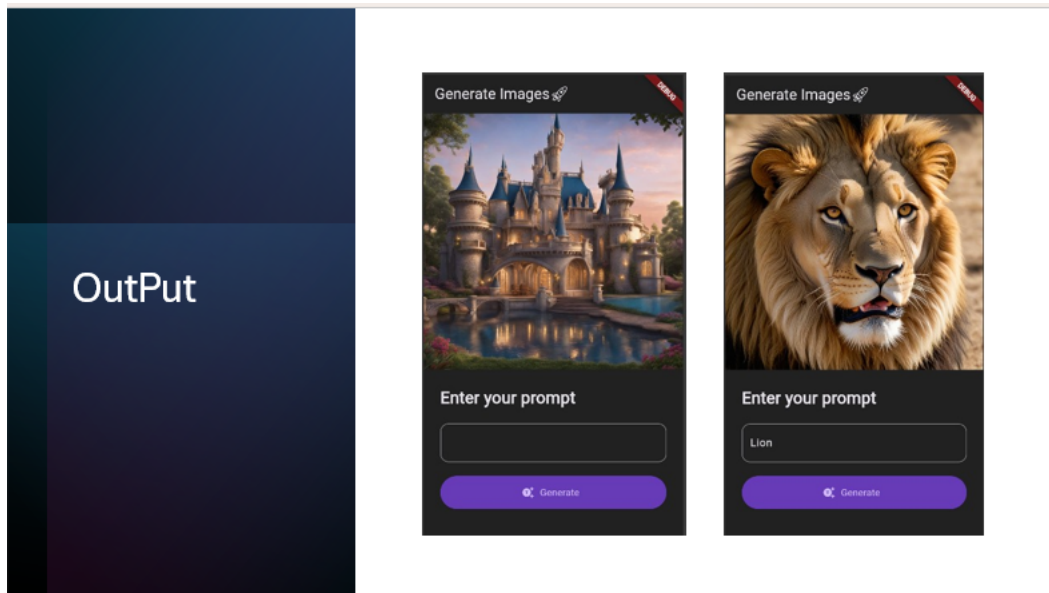 OutPut
Generate Images🚀
DEBUG
Enter your prompt
Generate
Generate Images🚀
DEBUG
Enter your prompt
Lion
Generate